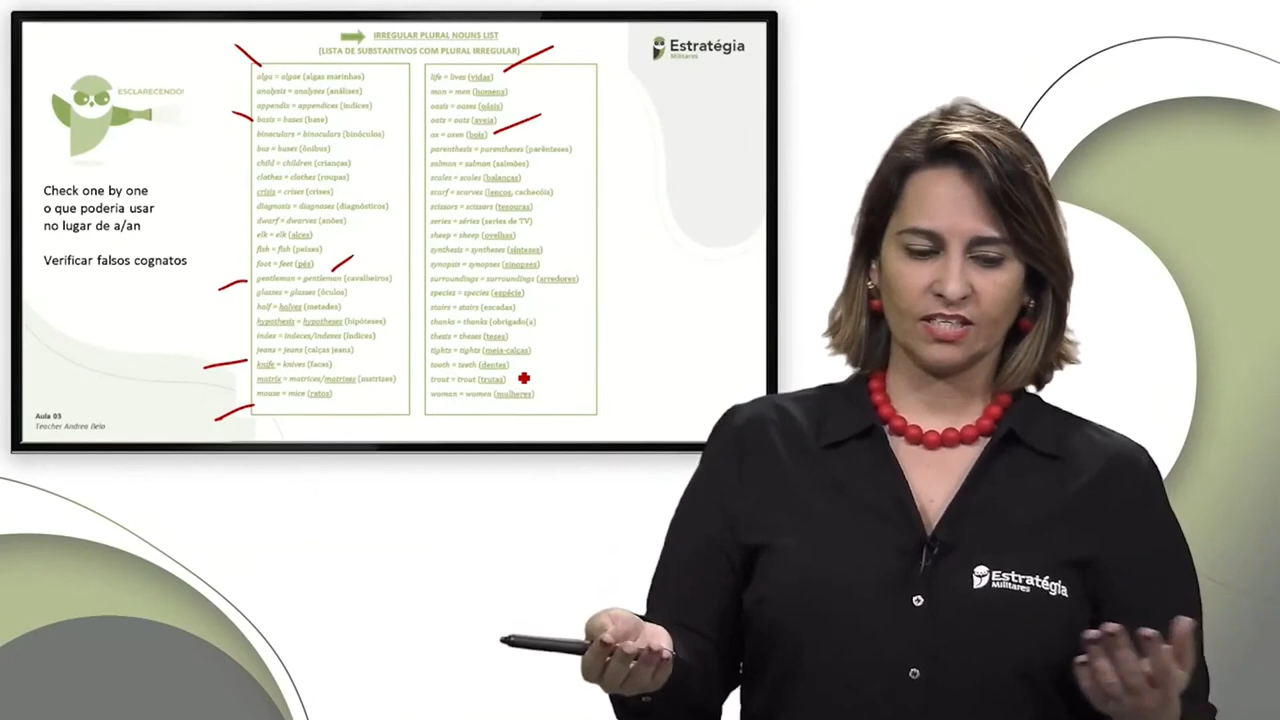 IRREGULAR PLURAL NOUNS LIST
(LISTA DE SUBSTANTIVOS COM PLURAL IRREGULAR)
Estratégia
Militares
ESCLARECENDO!
Check one by one
o que poderia usar
no lugar de a/an
Verificar falsos cognatos
alga = algae (algas marinhas)
analysis = analyses (análises)
appendix = appendices (índices)
basis = bases (base)
binoculars = binoculars (binóculos)
bus = buses (ônibus)
child = children (crianças)
clothes = clothes (roupas)
crisis = crises (crises)
diagnosis = diagnoses (diagnósticos)
dwarf = dwarves (anões)
elk = elk (alces)
fish = fish (peixes)
foot = feet (pés)
gentleman = gentlemen (cavalheiros)
glasses = glasses (óculos)
half = halves (metades)
hypothesis = hypotheses (hipóteses)
index = indeces/indexes (índices)
jeans = jeans (calças jeans)
knife = knives (facas)
matrix = matrices/matrixes (matrizes)
mouse = mice (ratos)
life = lives (vidas)
man = men (homens)
oasis = oases (oásis)
oats = oats (aveia)
ox = oxen (bois)
parenthesis = parentheses (parênteses)
salmon = salmon (salmões)
scales = scales (balanças)
scarf = scarves (lenços, cachecóis)
scissors = scissors (tesouras)
series = séries (series de TV)
sheep = sheep (ovelhas)
synthesis = syntheses (sínteses)
synopsis = synopses (sinopses)
surroundings = surroundings (arredores)
species = species (espécie)
stairs = stairs (escadas)
thanks = thanks (obrigado(a)
thesis = theses (teses)
tights = tights (meia-calças)
tooth = teeth (dentes)
trout = trout (trutas)
woman = women (mulheres)
Aula 03
Teacher Andrea Belo
Estratégia
Militares